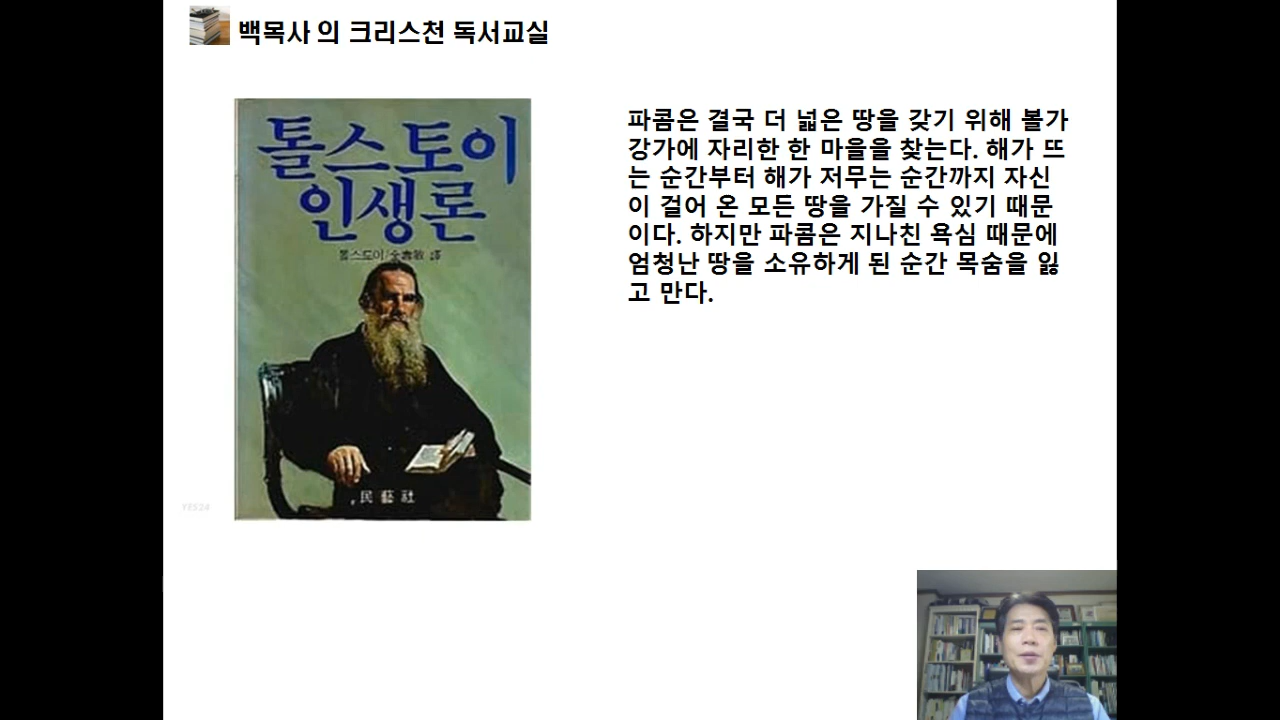 백목사 의 크리스천 독서교실
톨스토이
인생론
톨스토이/金壽敏 譯
民藝社
YES24
파콤은 결국 더 넓은 땅을 갖기 위해 볼가
강가에 자리한 한 마을을 찾는다. 해가 뜨
는 순간부터 해가 저무는 순간까지 자신
이 걸어 온 모든 땅을 가질 수 있기 때문
이다. 하지만 파콤은 지나친 욕심 때문에
엄청난 땅을 소유하게 된 순간 목숨을 잃
고 만다.